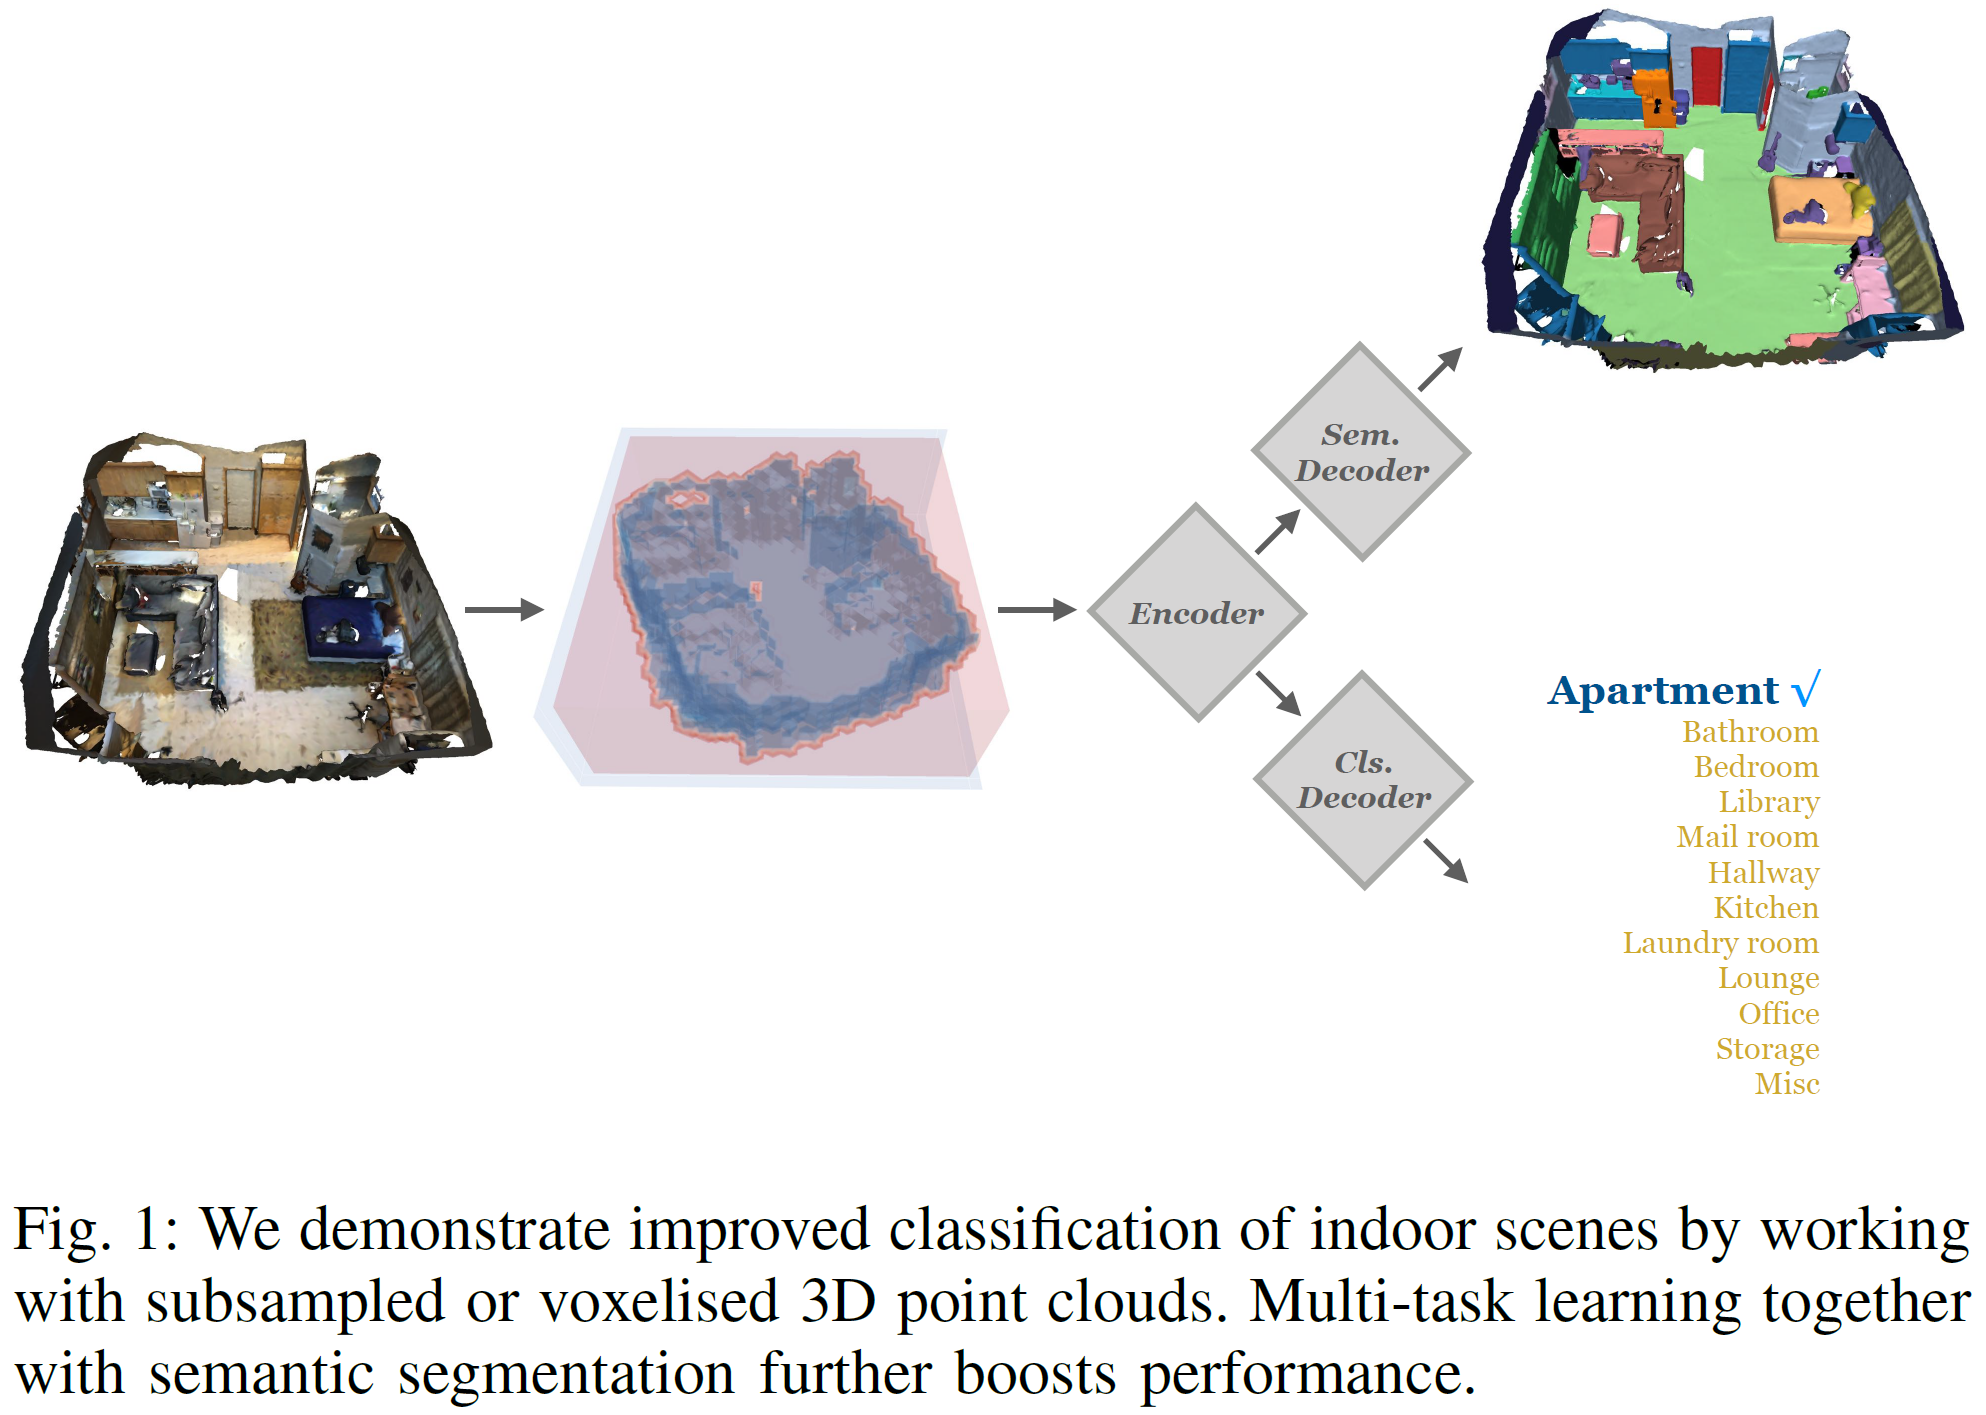 Sem.
Decoder
Encoder
Cls.
Decoder
Apartment √
Bathroom
Bedroom
Library
Mail room
Hallway
Kitchen
Laundry room
Lounge
Office
Storage
Misc
Fig. 1: We demonstrate improved classification of indoor scenes by working
with subsampled or voxelised 3D point clouds. Multi-task learning together
with semantic segmentation further boosts performance.